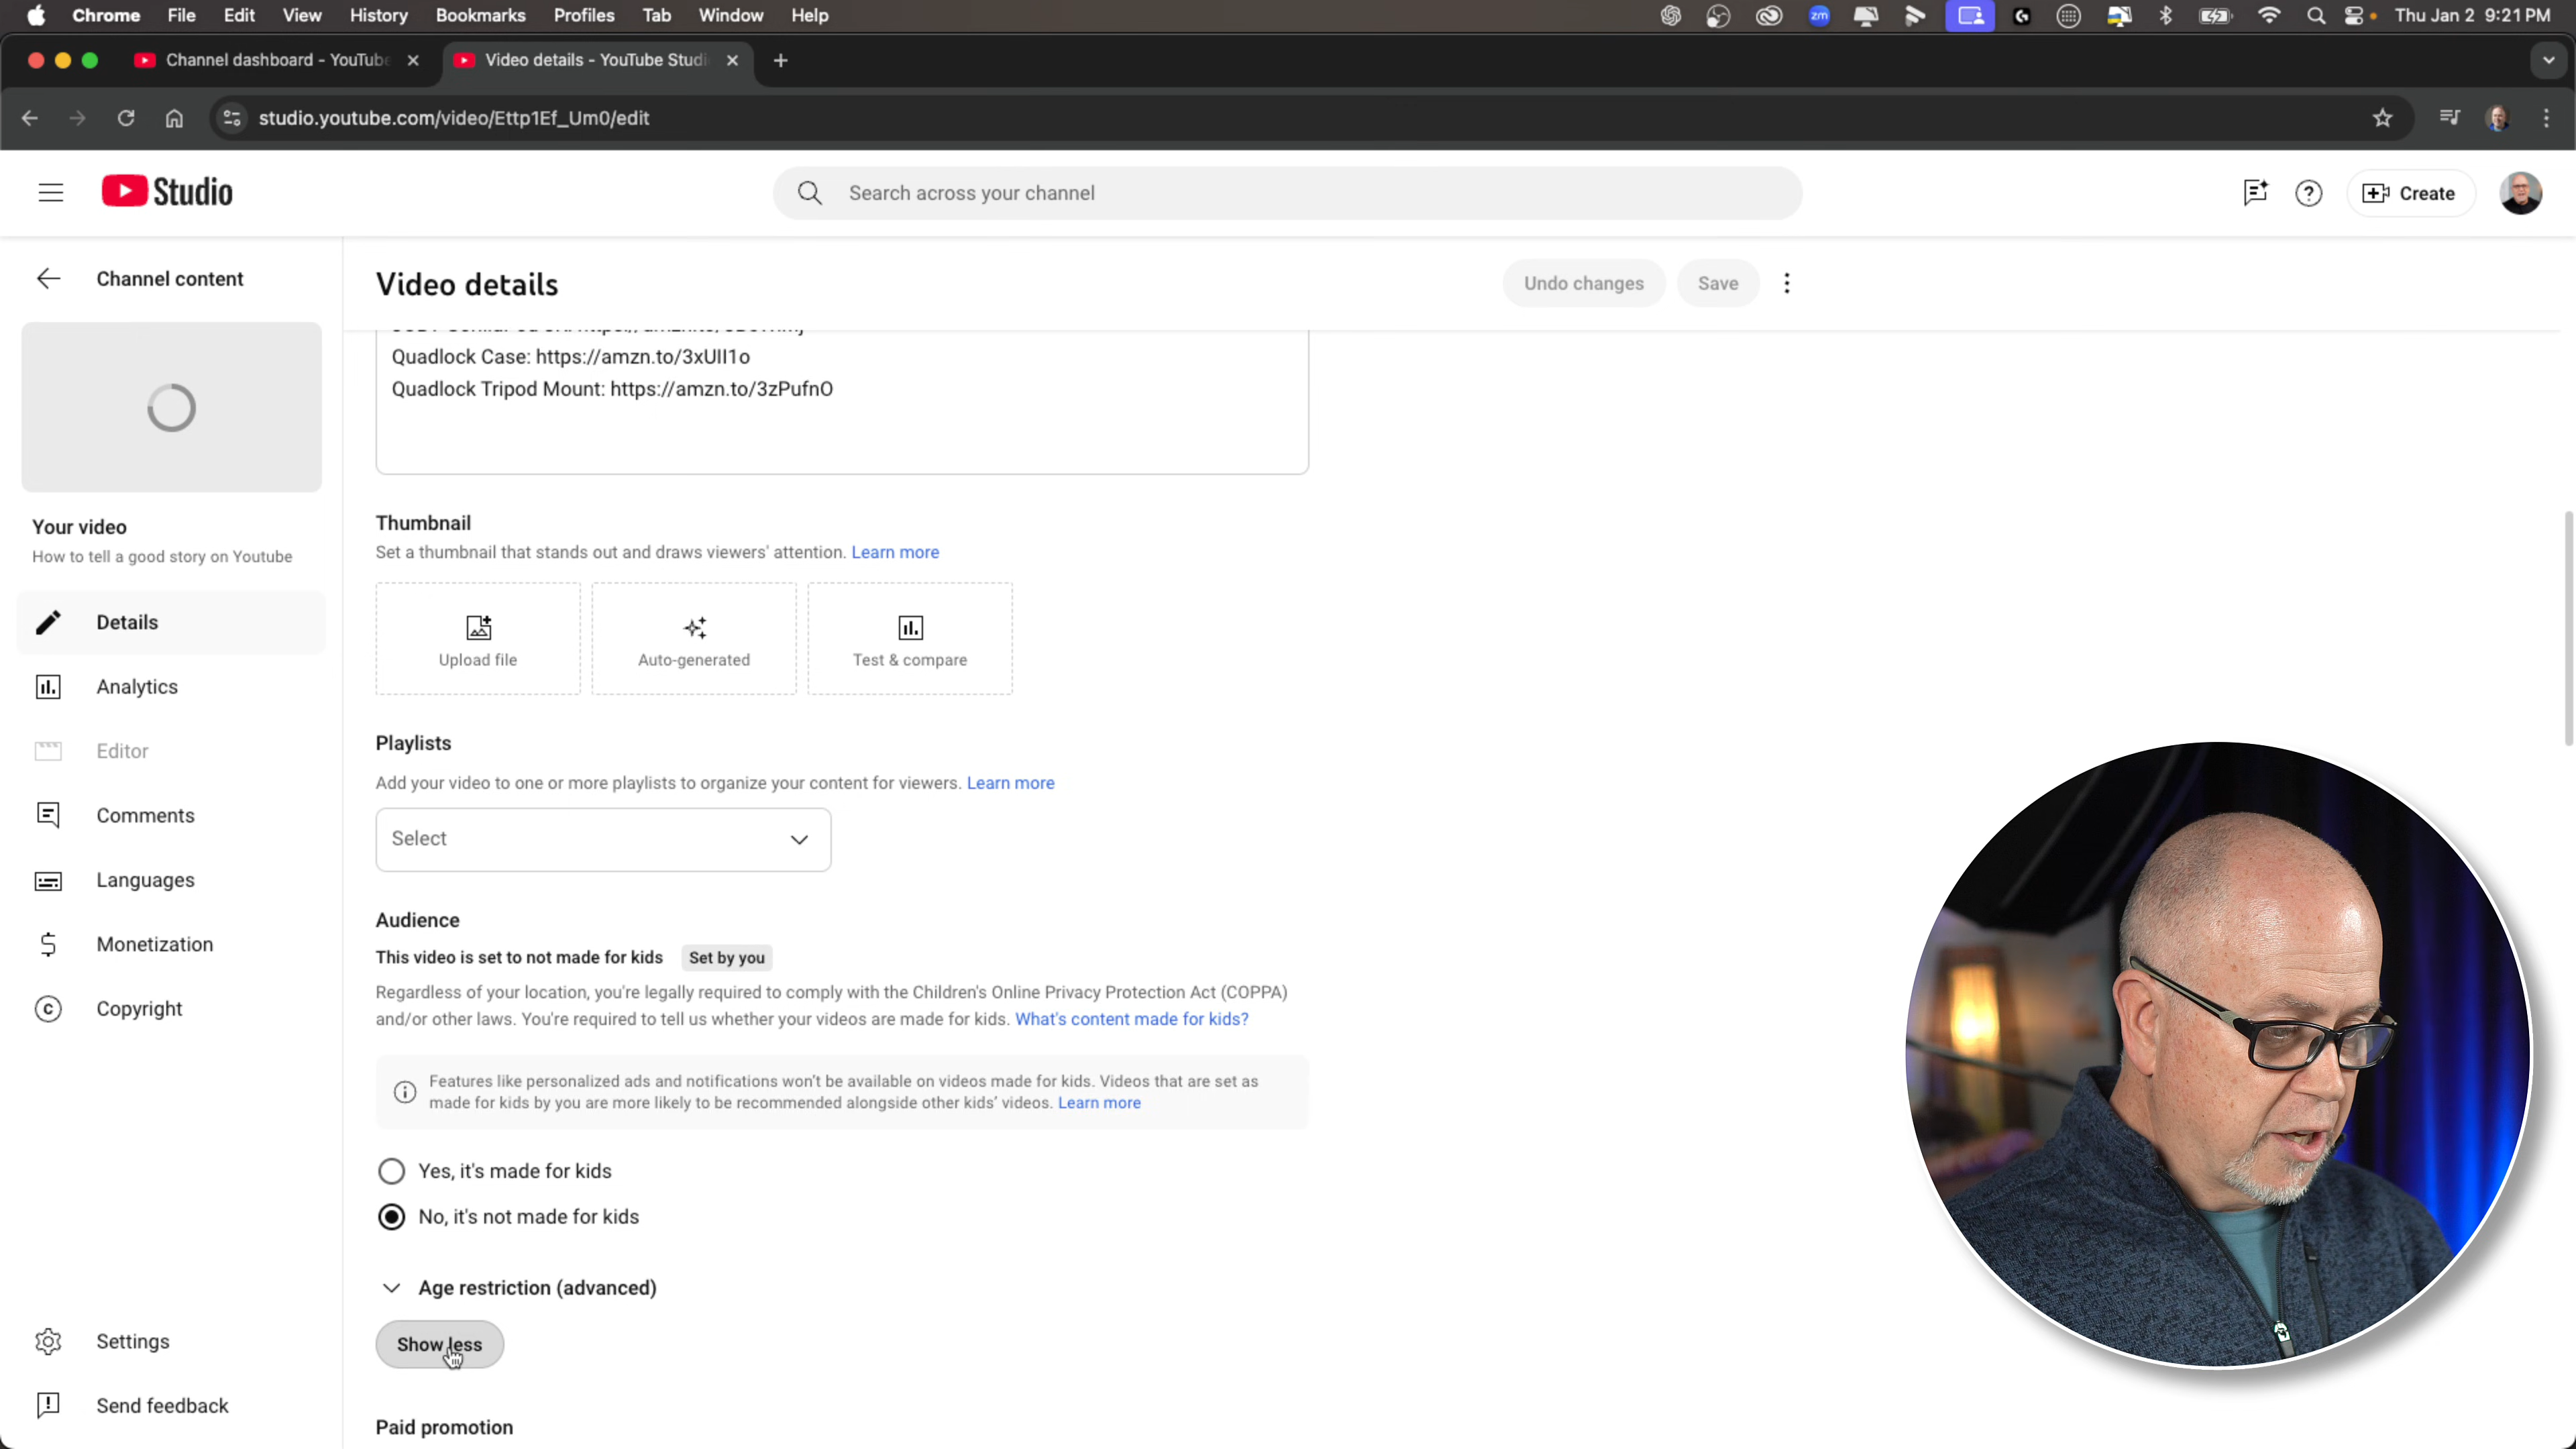 Chrome File Edit View History Bookmarks Profiles Tab Window Help zm Thu Jan 2 9:21 PM
Channel dashboard - YouTube Video details - YouTube Studi
studio.youtube.com/video/Ettp1Ef_Um0/edit
Studio Search across your channel Create
Channel content
Video details Undo changes Save
Quadlock Case: https://amzn.to/3xUlI1o
Quadlock Tripod Mount: https://amzn.to/3zPufnO
Your video
How to tell a good story on Youtube
Details
Analytics
Editor
Comments
Languages
Monetization
Copyright
Settings
Send feedback
Thumbnail
Set a thumbnail that stands out and draws viewers' attention. Learn more
Upload file Auto-generated Test & compare
Playlists
Add your video to one or more playlists to organize your content for viewers. Learn more
Select
Audience
This video is set to not made for kids Set by you
Regardless of your location, you're legally required to comply with the Children's Online Privacy Protection Act (COPPA)
and/or other laws. You're required to tell us whether your videos are made for kids. What's content made for kids?
Features like personalized ads and notifications won't be available on videos made for kids. Videos that are set as
made for kids by you are more likely to be recommended alongside other kids' videos. Learn more
Yes, it's made for kids
No, it's not made for kids
Age restriction (advanced)
Show less
Paid promotion